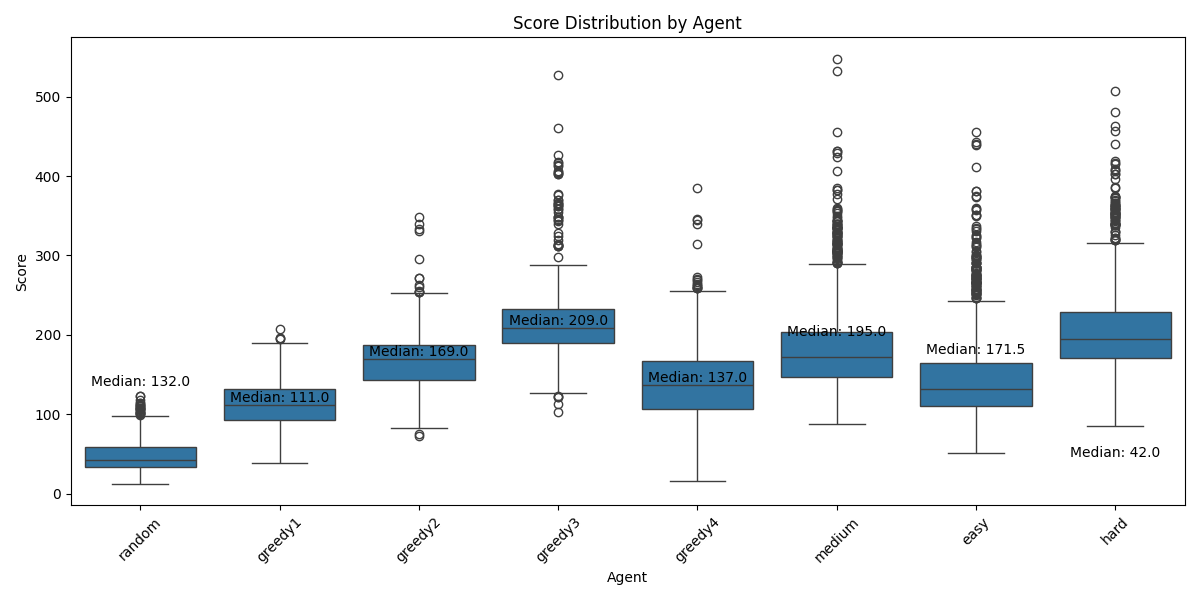 Score Distribution by Agent
500
400
300
200
100
0
Score
Median: 132.0
Median: 111.0
Median: 169.0
Median: 209.0
Median: 137.0
Median: 195.0
Median: 171.5
Median: 42.0
random
greedy1
greedy2
greedy3
greedy4
medium
easy
hard
Agent